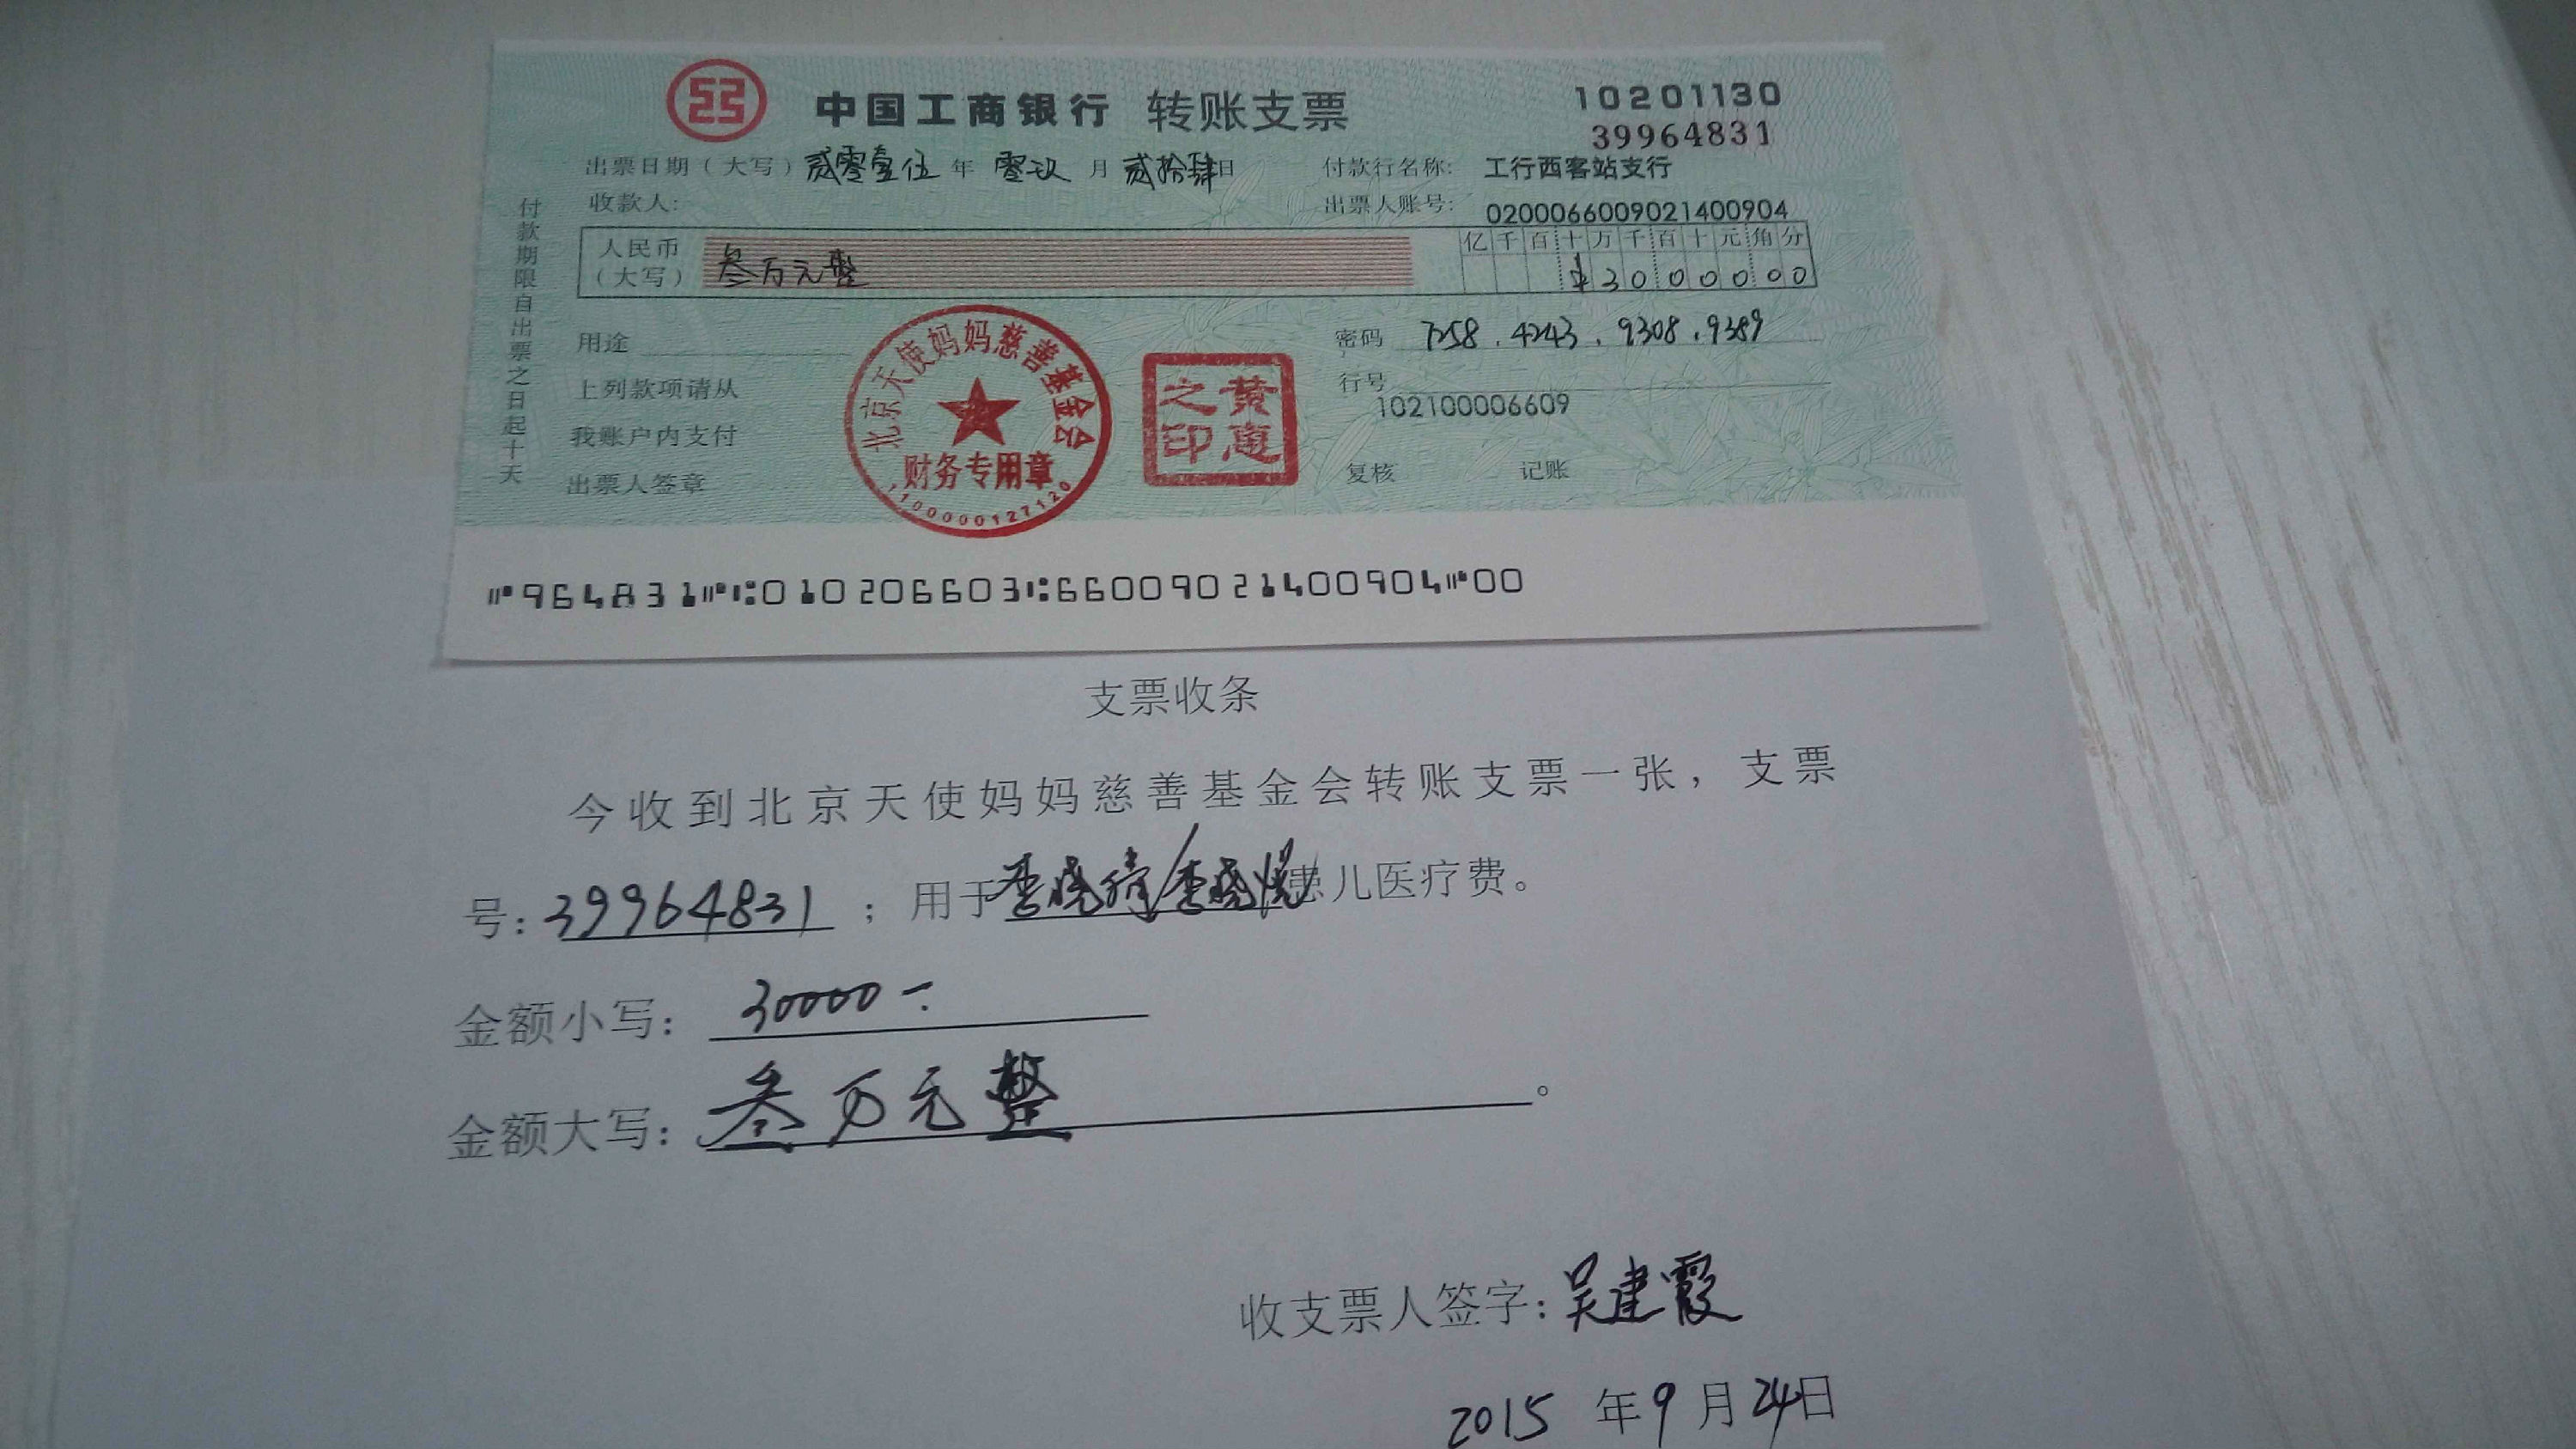 中国工商银行 转账支票
10201130
39964831
出票日期（大写）贰零壹伍年 零玖 月 贰拾肆日
付款行名称： 工行西客站支行
收款人：
出票人账号： 0200066009021400904
付款期限自出票之日起十天
人民币（大写） 叁万元整
亿千百十万千百十元角分
¥3000000
用途
密码 7258.4243.9308.9389
上列款项请从
行号 102100006609
我账户内支付
出票人签章
复核 记账
北京天使妈妈慈善基金会
财务专用章
1100000127120
黄惠之印
⑈964831⑈⑆010206603⑆6600902１400904⑈00
支票收条
今收到北京天使妈妈慈善基金会转账支票一张，支票
号：39964831；用于李晓 /李晓悦患儿医疗费。
金额小写： 30000-
金额大写： 叁万元整。
收支票人签字：吴建霞
2015 年9月24日